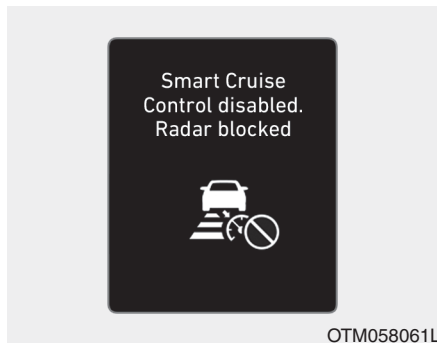 Smart Cruise
Control disabled.
Radar blocked
OTM058061L